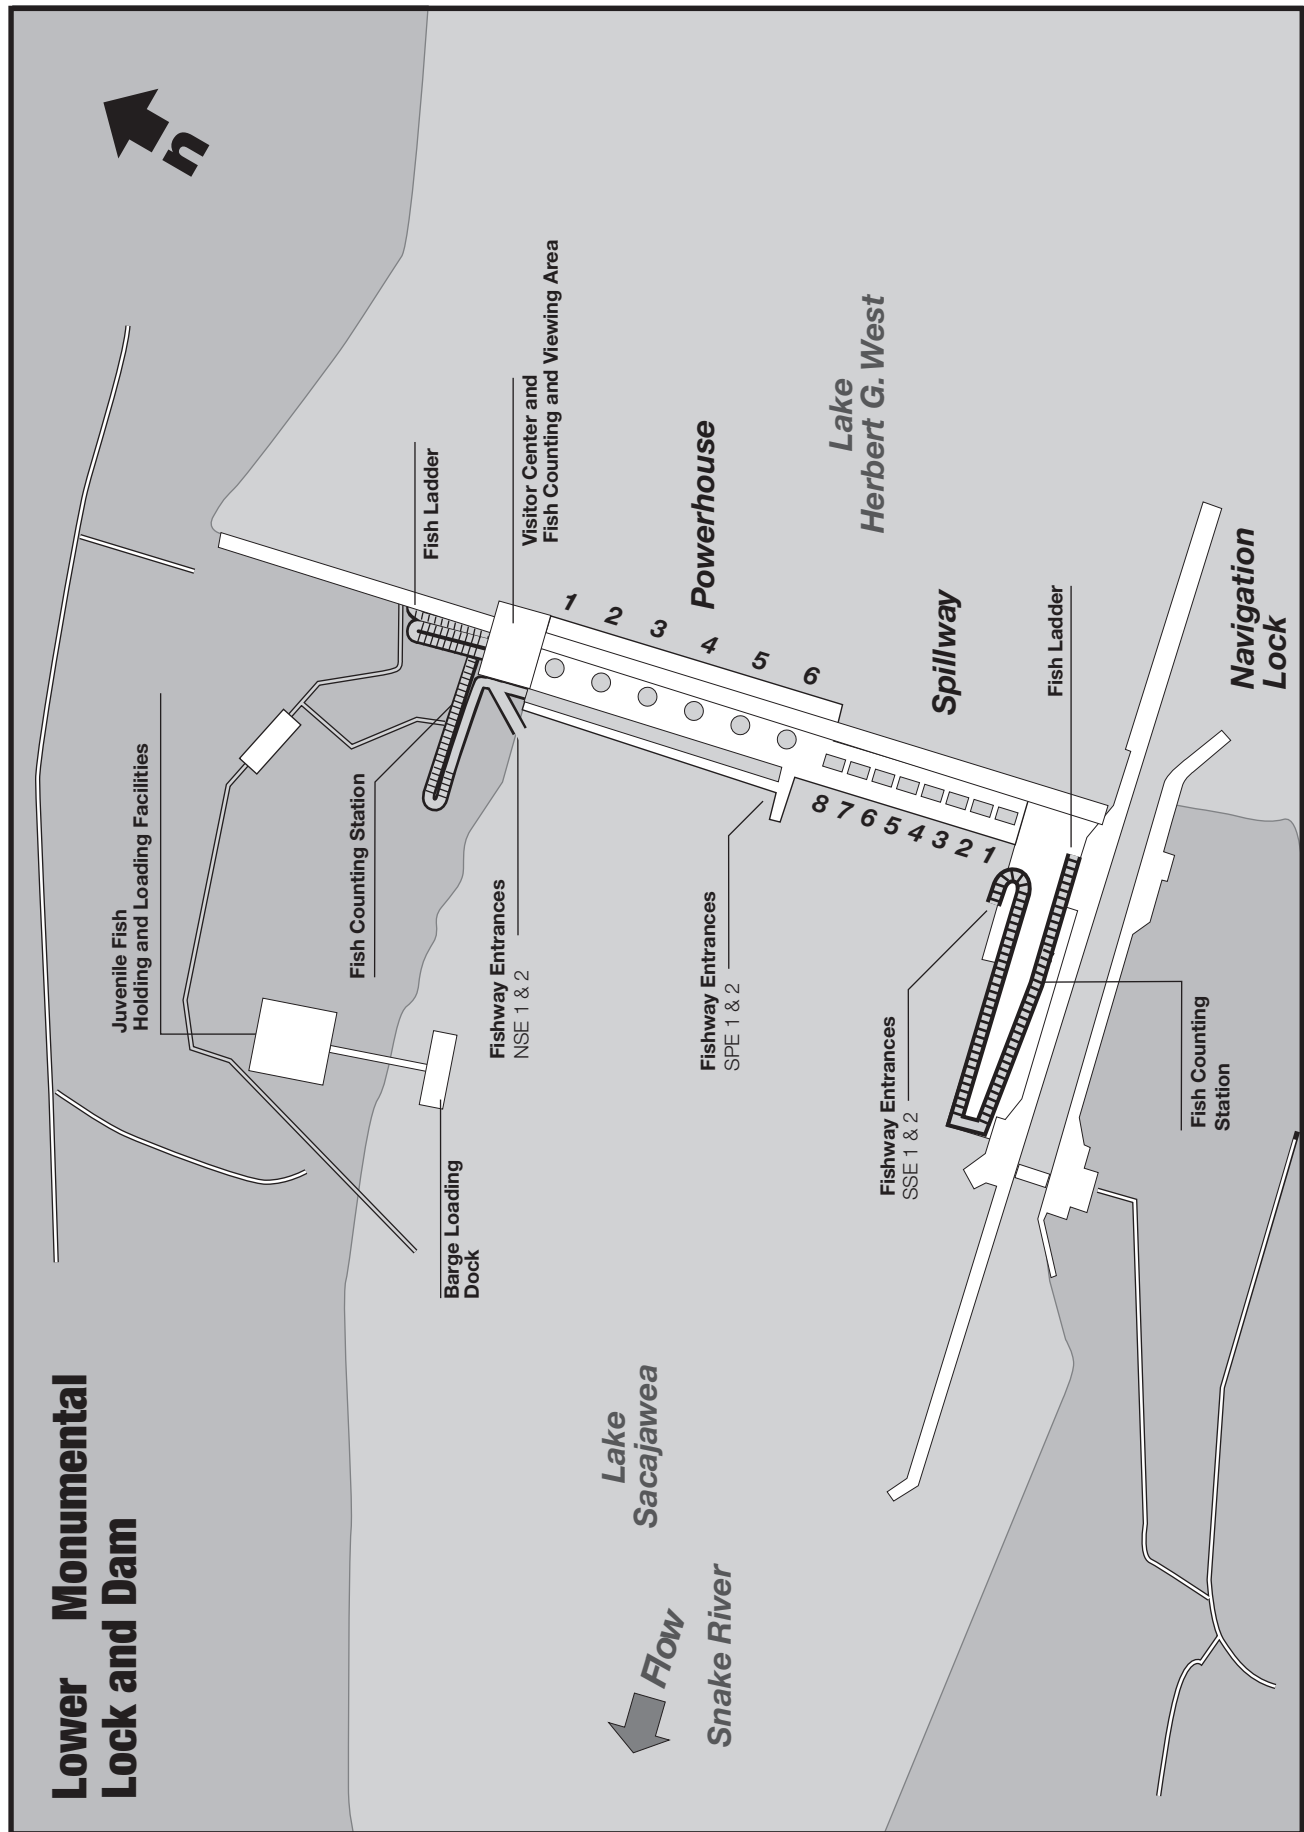 Lower Monumental
Lock and Dam
n
Juvenile Fish
Holding and Loading Facilities
Fish Counting Station
Fish Ladder
Visitor Center and
Fish Counting and Viewing Area
Barge Loading
Dock
Fishway Entrances
NSE 1 & 2
1
2
3
4
5
6
Powerhouse
Lake
Sacajawea
Flow
Snake River
Fishway Entrances
SPE 1 & 2
Lake
Herbert G. West
8
7
6
5
4
3
2
1
Spillway
Fishway Entrances
SSE 1 & 2
Fish Ladder
Fish Counting
Station
Navigation
Lock